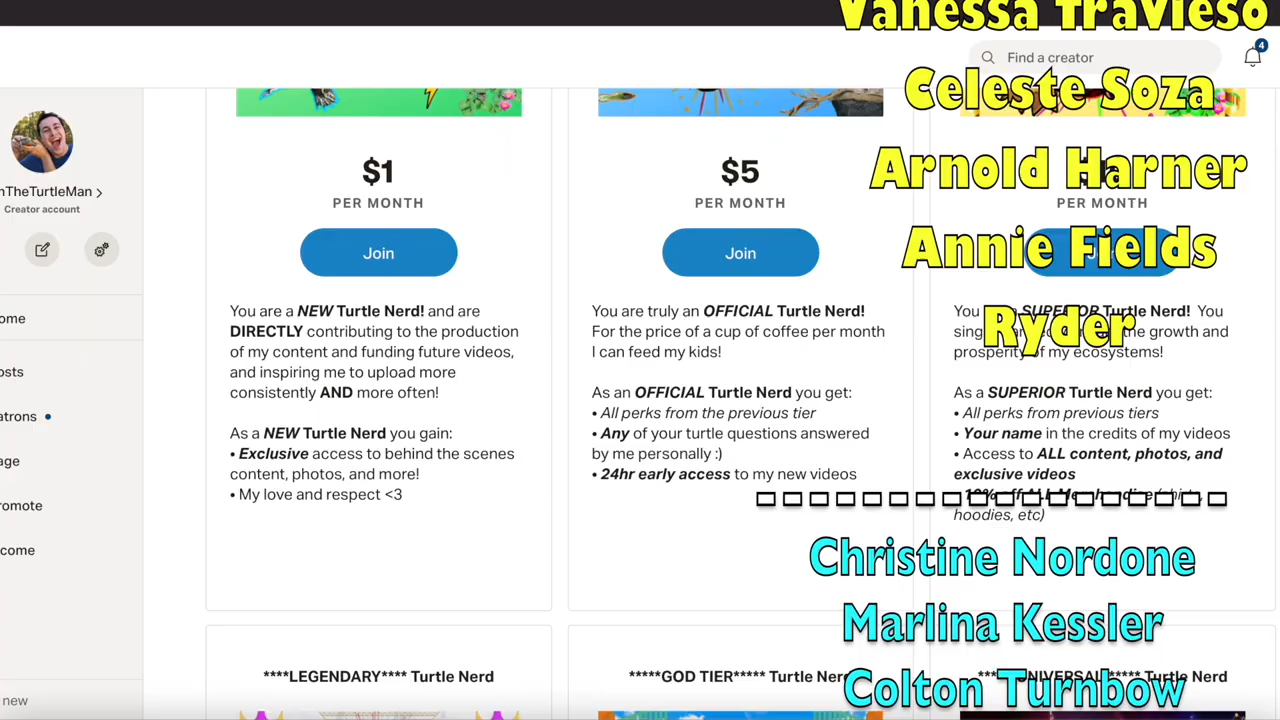 Vanessa Travieso
Find a creator
4
Celeste Soza
Arnold Harner
Annie Fields
Ryder
nTheTurtleMan
Creator account
ome
osts
atrons
age
romote
come
new
$1
PER MONTH
Join
You are a NEW Turtle Nerd! and are
DIRECTLY contributing to the production
of my content and funding future videos,
and inspiring me to upload more
consistently AND more often!
As a NEW Turtle Nerd you gain:
• Exclusive access to behind the scenes
content, photos, and more!
• My love and respect <3
$5
PER MONTH
Join
You are truly an OFFICIAL Turtle Nerd!
For the price of a cup of coffee per month
I can feed my kids!
As an OFFICIAL Turtle Nerd you get:
• All perks from the previous tier
• Any of your turtle questions answered
by me personally :)
• 24hr early access to my new videos
PER MONTH
You SUPERIOR Turtle Nerd! You
the growth and
prosperity of my ecosystems!
As a SUPERIOR Turtle Nerd you get:
• All perks from previous tiers
• Your name in the credits of my videos
• Access to ALL content, photos, and
exclusive videos
off ALL Merchandise (shirts,
hoodies, etc)
Christine Nordone
Marlina Kessler
Colton Turnbow
****LEGENDARY**** Turtle Nerd
*****GOD TIER***** Turtle Nerd
UNIVERSAL Turtle Nerd